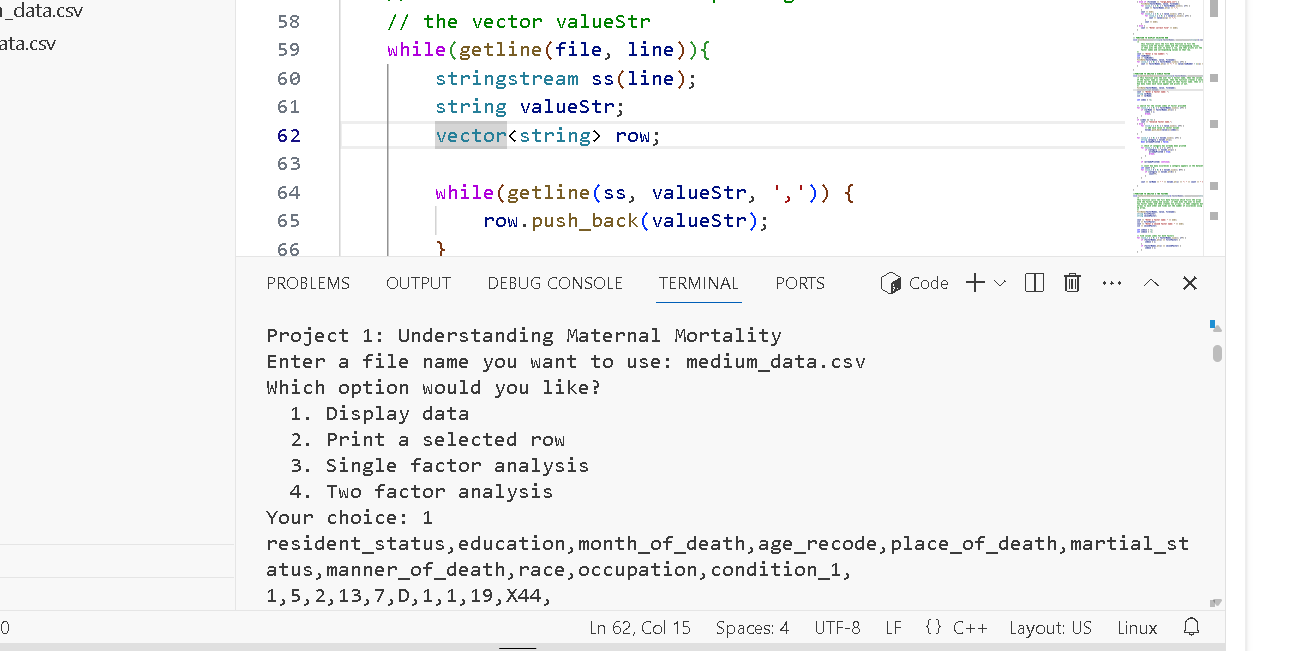 _data.csv
ata.csv
58 // the vector valueStr
59 while(getline(file, line)){
60 stringstream ss(line);
61 string valueStr;
62 vector<string> row;
63
64 while(getline(ss, valueStr, ',')) {
65 row.push_back(valueStr);
66 }
PROBLEMS OUTPUT DEBUG CONSOLE TERMINAL PORTS Code
Project 1: Understanding Maternal Mortality
Enter a file name you want to use: medium_data.csv
Which option would you like?
1. Display data
2. Print a selected row
3. Single factor analysis
4. Two factor analysis
Your choice: 1
resident_status,education,month_of_death,age_recode,place_of_death,martial_st
atus,manner_of_death,race,occupation,condition_1,
1,5,2,13,7,D,1,1,19,X44,
0 Ln 62, Col 15 Spaces: 4 UTF-8 LF {} C++ Layout: US Linux